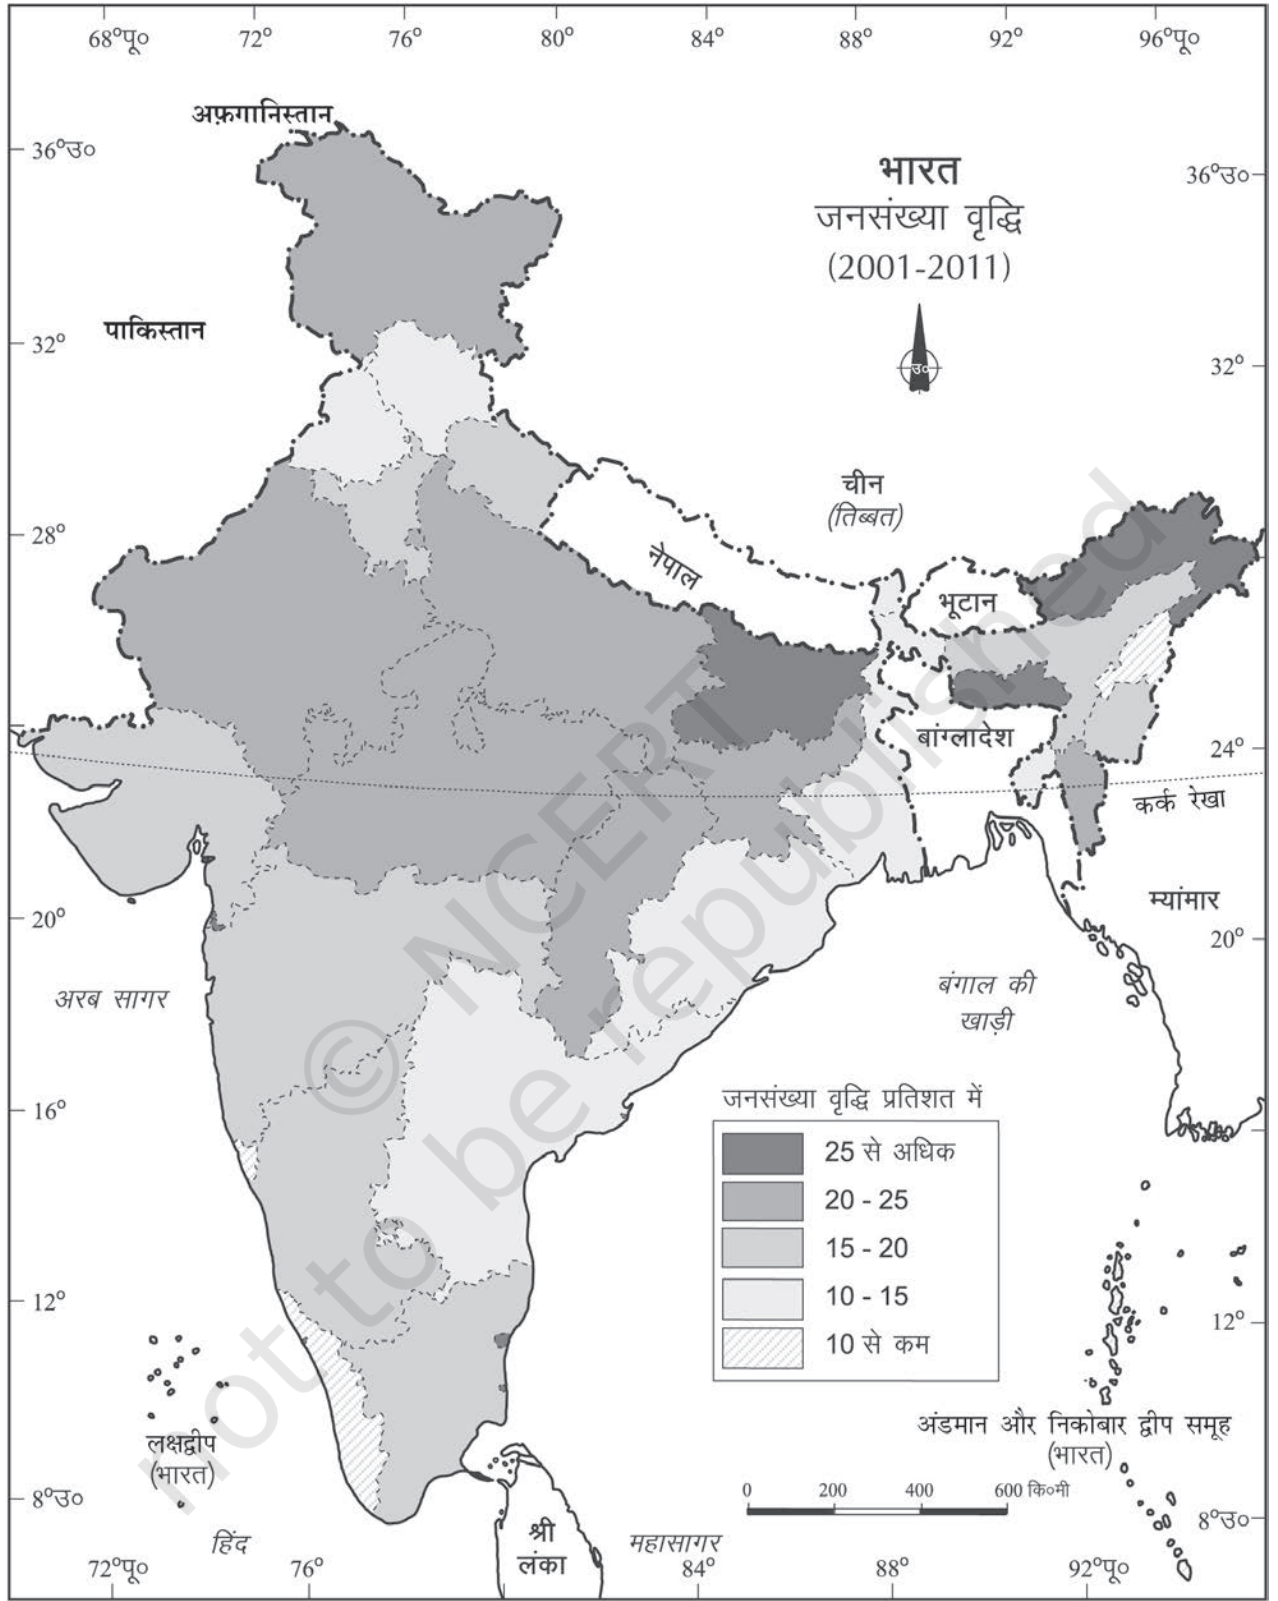 68°पू० 72° 76° 80° 84° 88° 92° 96°पू०
अफ़गानिस्तान
36°उ०
भारत
36°उ०
जनसंख्या वृद्धि
(2001-2011)
पाकिस्तान
32°
उ०
32°
चीन
(तिब्बत)
28°
नेपाल
भूटान
बांग्लादेश
24°
कर्क रेखा
म्यांमार
20°
20°
अरब सागर
बंगाल की
खाड़ी
16°
जनसंख्या वृद्धि प्रतिशत में
25 से अधिक
20 - 25
15 - 20
10 - 15
10 से कम
12°
12°
अंडमान और निकोबार द्वीप समूह
(भारत)
लक्षद्वीप
(भारत)
0 200 400 600 कि०मी
8°उ०
8°उ०
हिंद
श्री
लंका
महासागर
72°पू० 76° 84° 88° 92°पू०
© NCERT
not to be republished